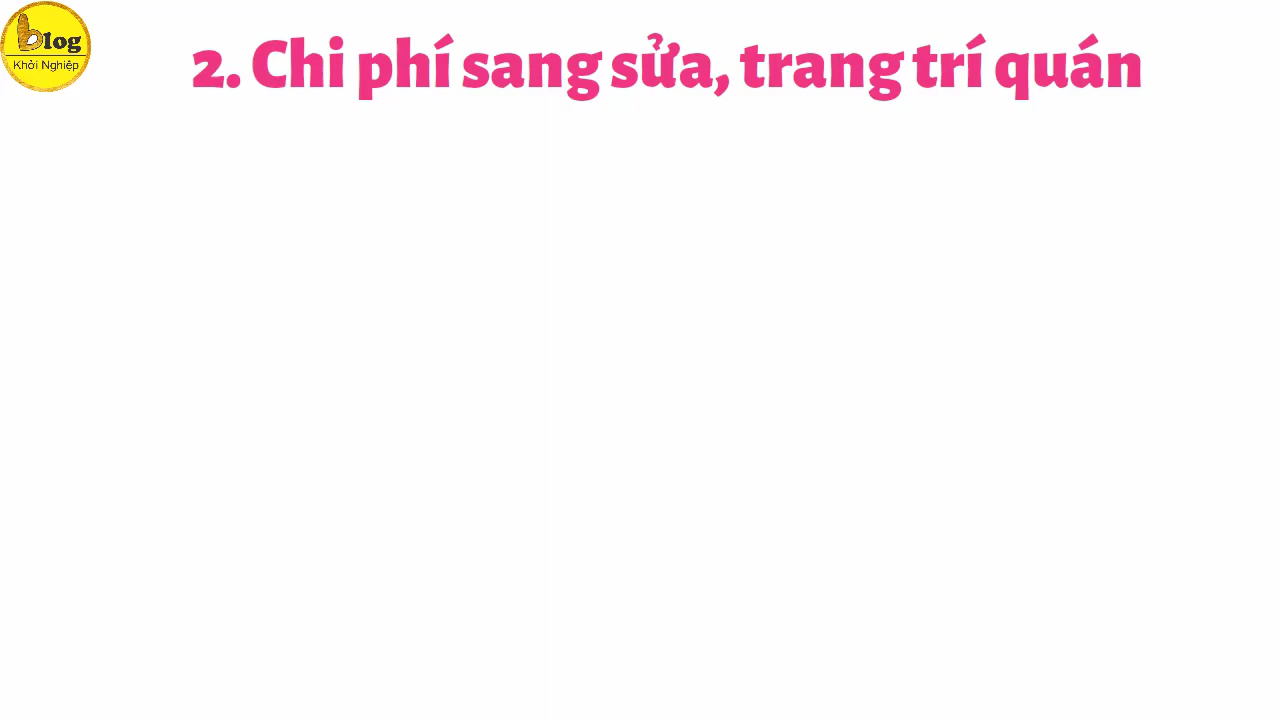 blog
Khởi Nghiệp
2. Chi phí sang sửa, trang trí quán